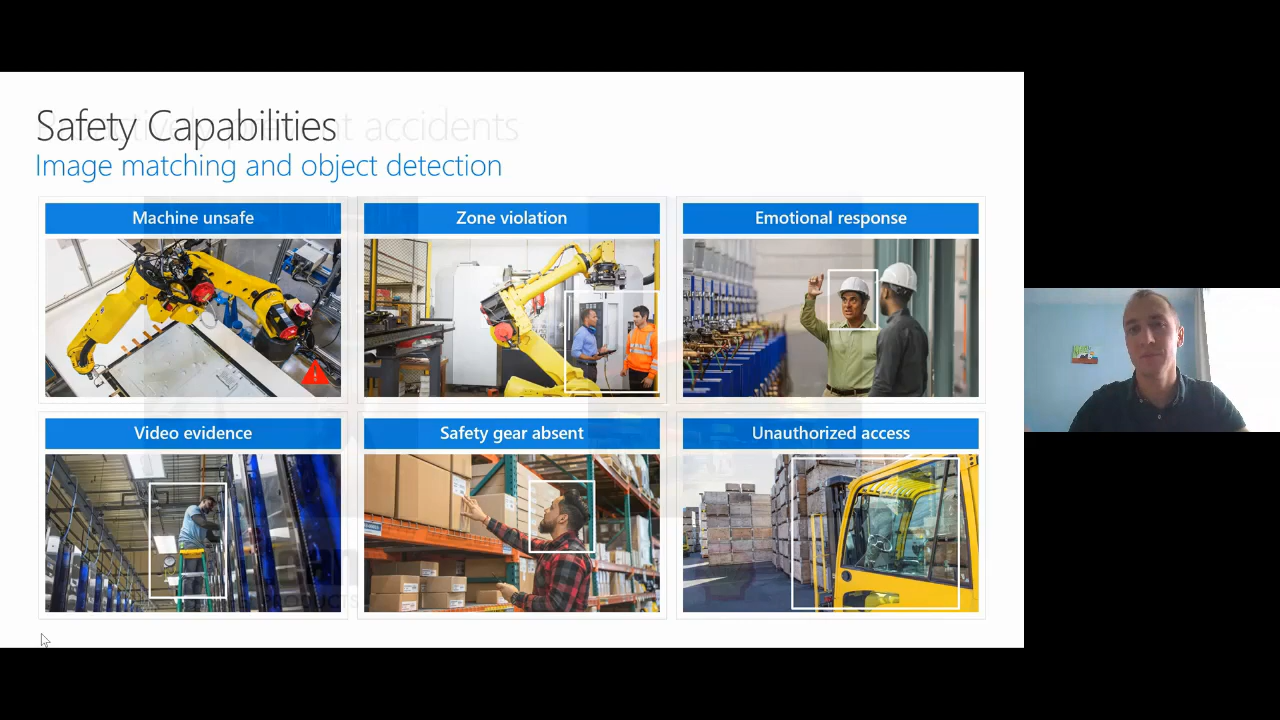 Safety Capabilities
accidents
Image matching and object detection
Machine unsafe
Zone violation
Emotional response
Video evidence
Safety gear absent
Unauthorized access
PRODUCTS